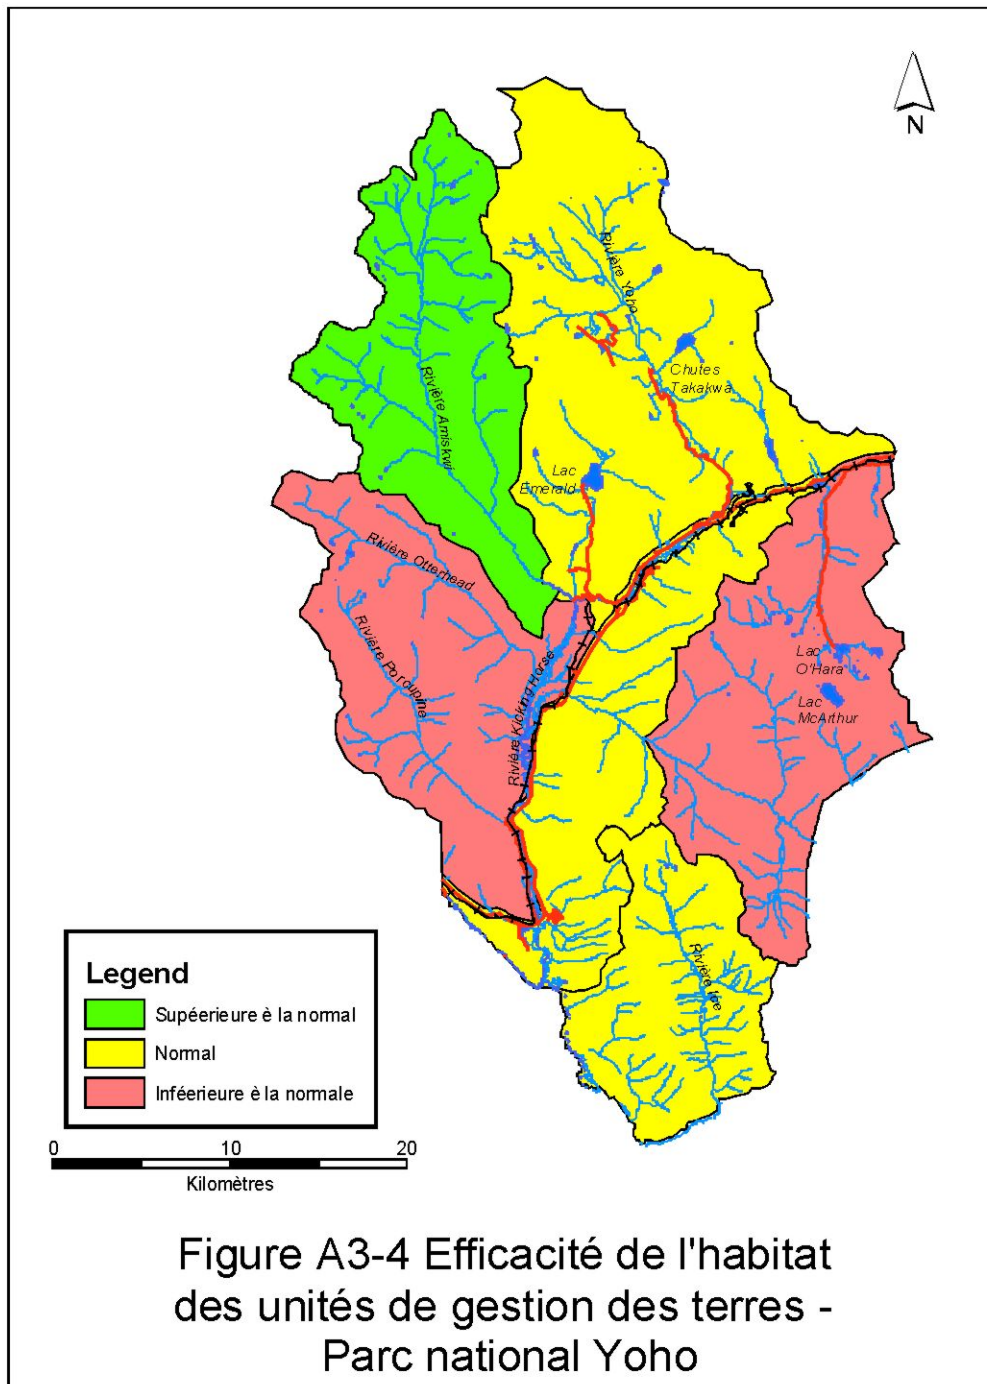 N
Rivière Yoho
Chutes
Takakwa
Rivière Amiskwi
Lac
Emerald
Rivière Otterhead
Rivière Porcupine
Rivière Kicking Horse
Lac
O'Hara
Lac
McArthur
Rivière Ice
Legend
Supéerieure è la normal
Normal
Inféerieure è la normale
0 10 20
Kilomètres
Figure A3-4 Efficacité de l'habitat
des unités de gestion des terres -
Parc national Yoho